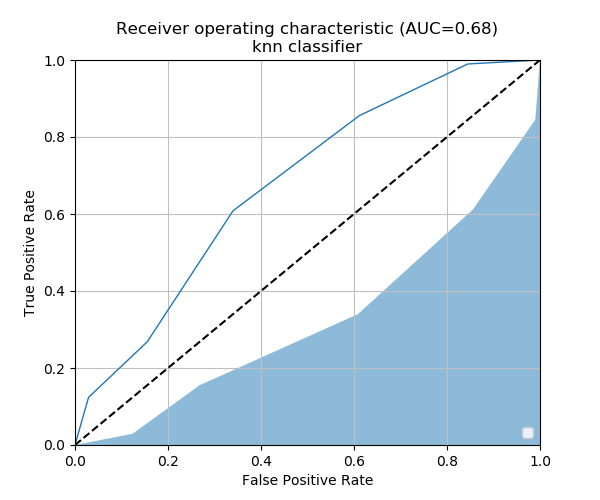 Receiver operating characteristic (AUC=0.68)
knn classifier
1.0
0.8
0.6
0.4
0.2
0.0
True Positive Rate
0.0 0.2 0.4 0.6 0.8 1.0
False Positive Rate